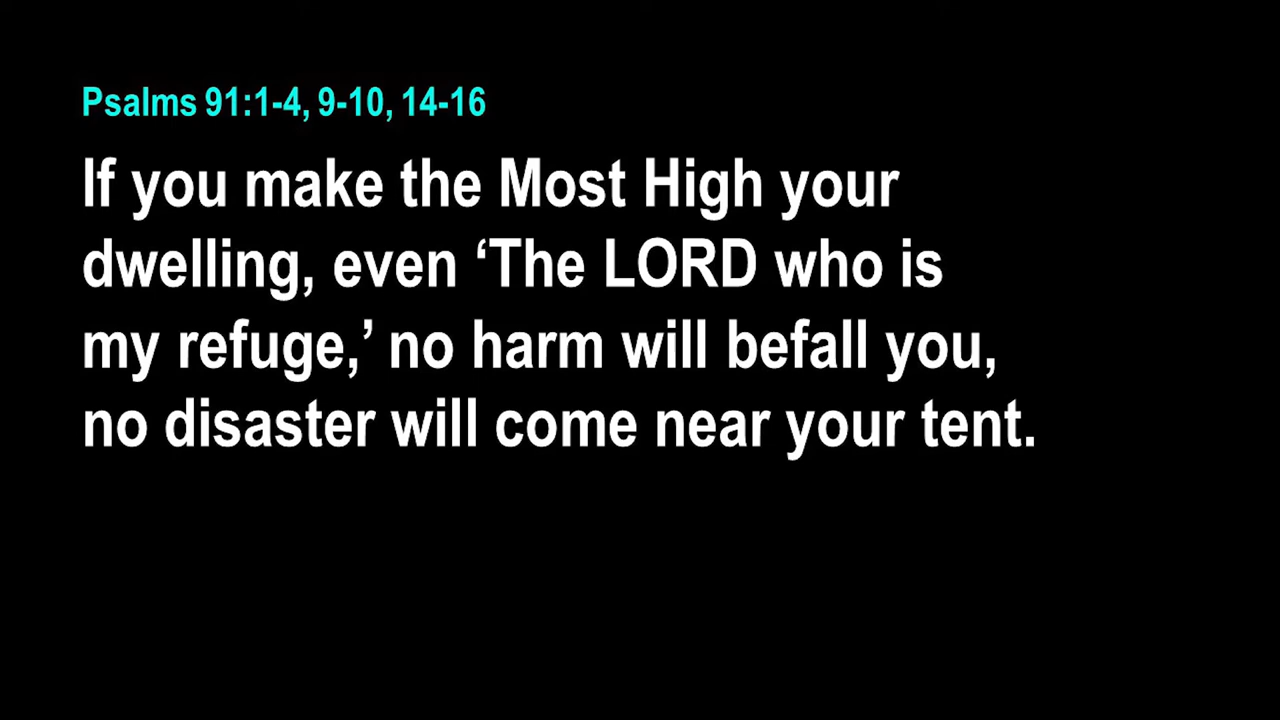 Psalms 91:1-4, 9-10, 14-16
If you make the Most High your
dwelling, even ‘The LORD who is
my refuge,’ no harm will befall you,
no disaster will come near your tent.